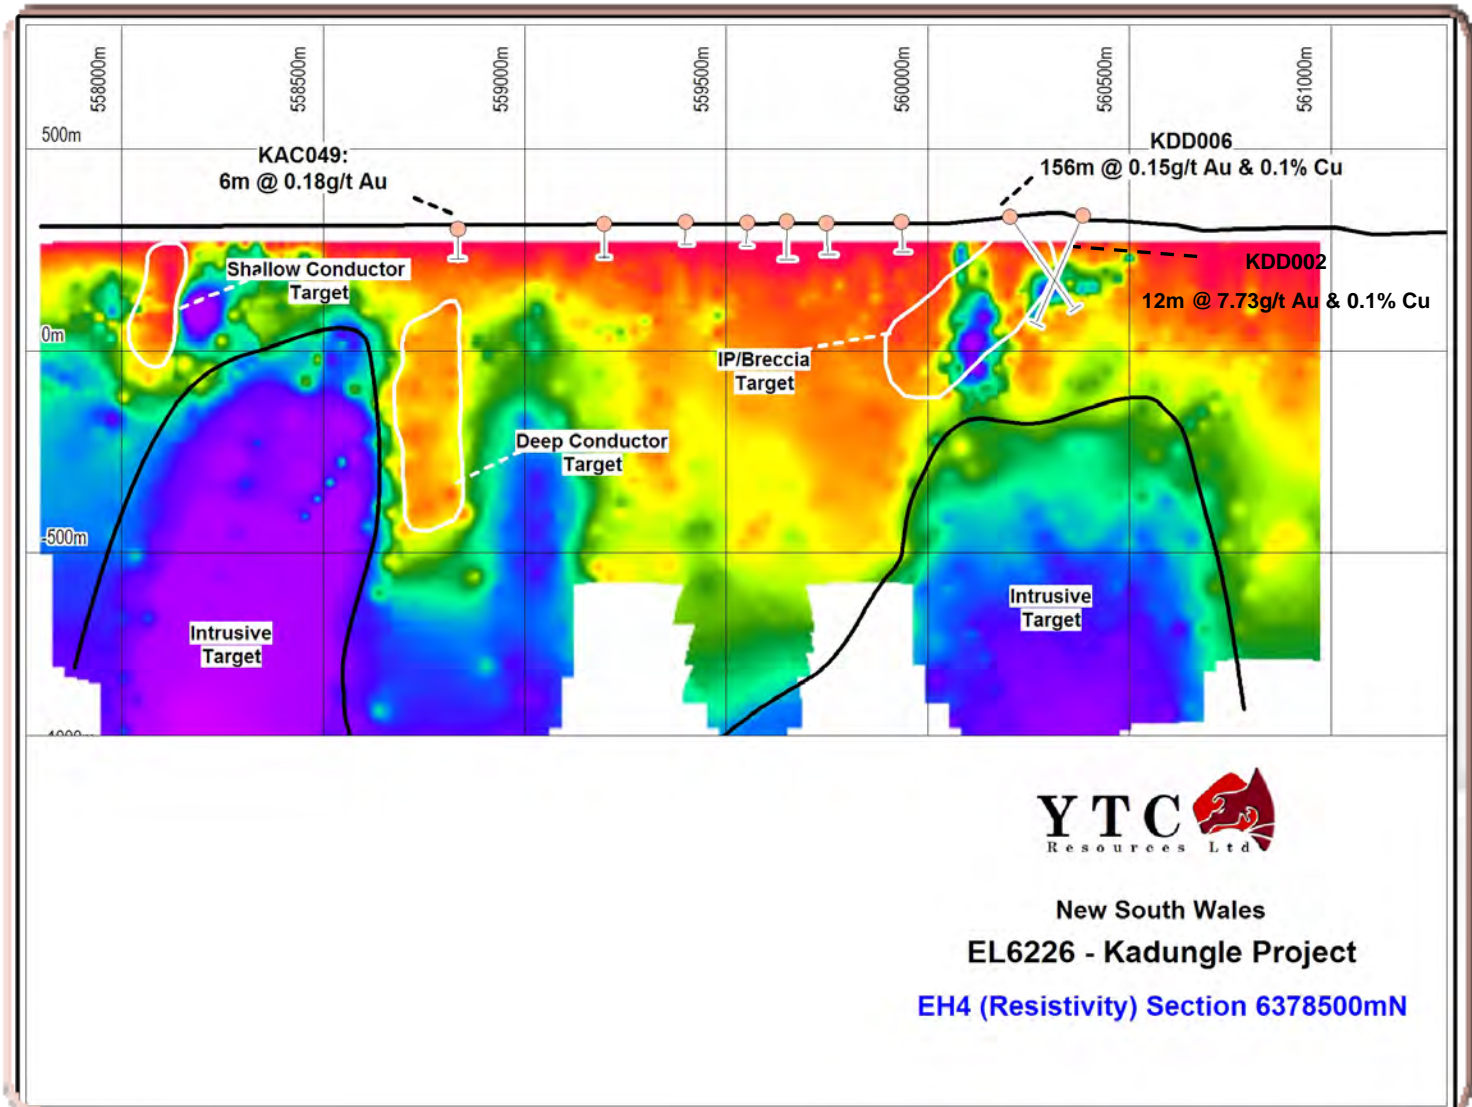 558000m
558500m
559000m
559500m
560000m
560500m
561000m
500m
KAC049:
6m @ 0.18g/t Au
KDD006
156m @ 0.15g/t Au & 0.1% Cu
KDD002
12m @ 7.73g/t Au & 0.1% Cu
Shallow Conductor
Target
0m
IP/Breccia
Target
Deep Conductor
Target
-500m
Intrusive
Target
Intrusive
Target
-1000m
YTC
Resources Ltd
New South Wales
EL6226 - Kadungle Project
EH4 (Resistivity) Section 6378500mN